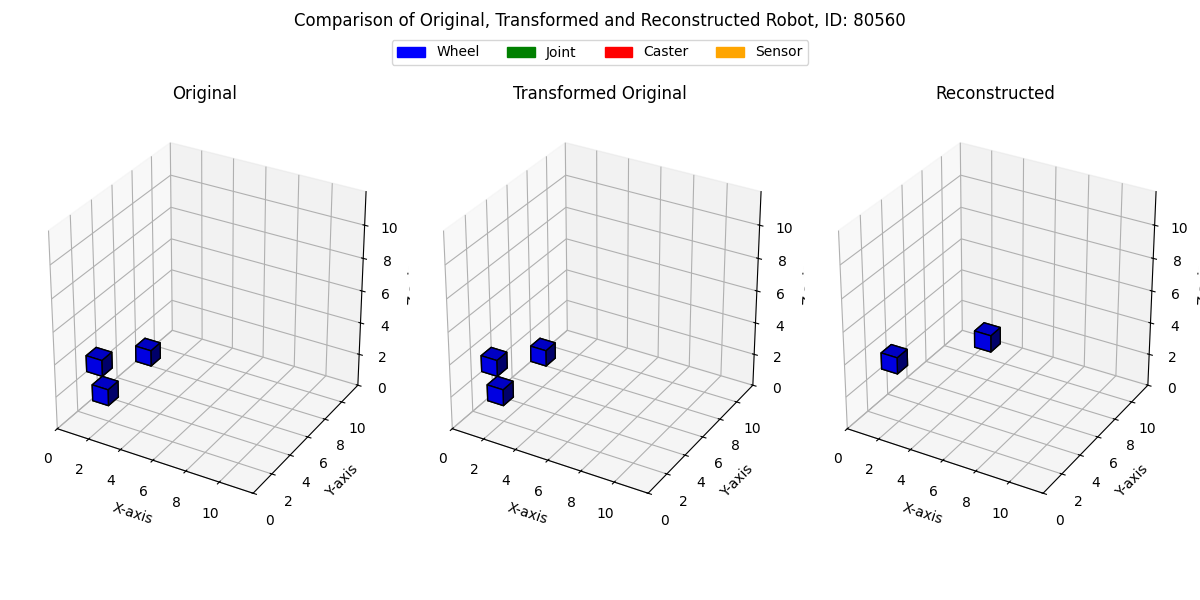 Comparison of Original, Transformed and Reconstructed Robot, ID: 80560
Wheel Joint Caster Sensor
Original Transformed Original Reconstructed
10 10 10
8 8 8
6 6 6
4 4 4
2 2 2
0 0 0
10 10 10
8 8 8
6 6 6
4 4 4
2 2 2
0 0 0
0 2 4 6 8 10 0 2 4 6 8 10 0 2 4 6 8 10
X-axis Y-axis X-axis Y-axis X-axis Y-axis